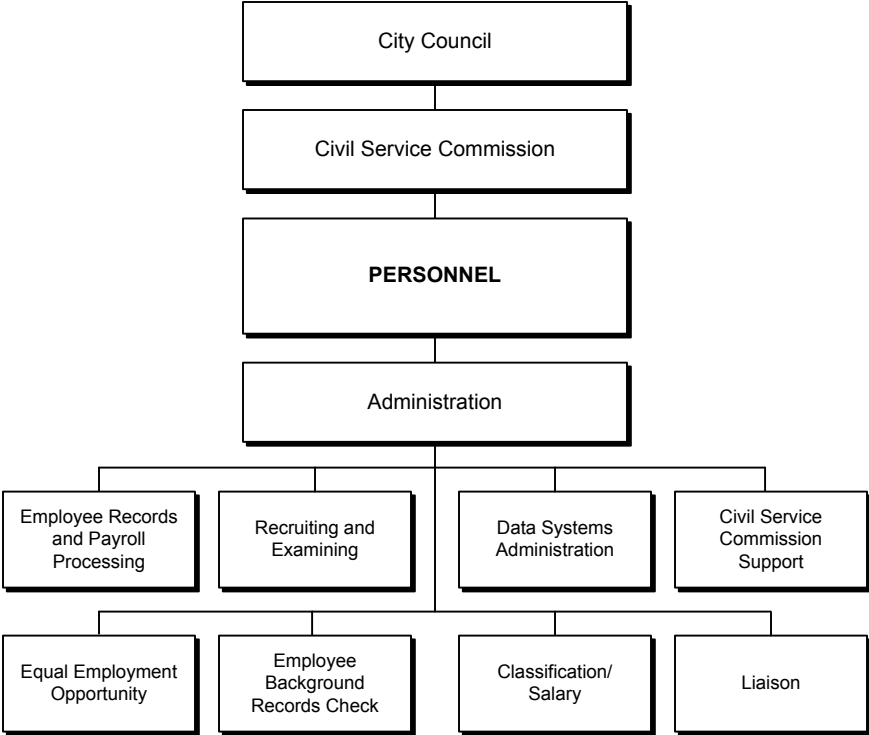 City Council
Civil Service Commission
PERSONNEL
Administration
Employee Records
and Payroll
Processing
Recruiting and
Examining
Data Systems
Administration
Civil Service
Commission
Support
Equal Employment
Opportunity
Employee
Background
Records Check
Classification/
Salary
Liaison